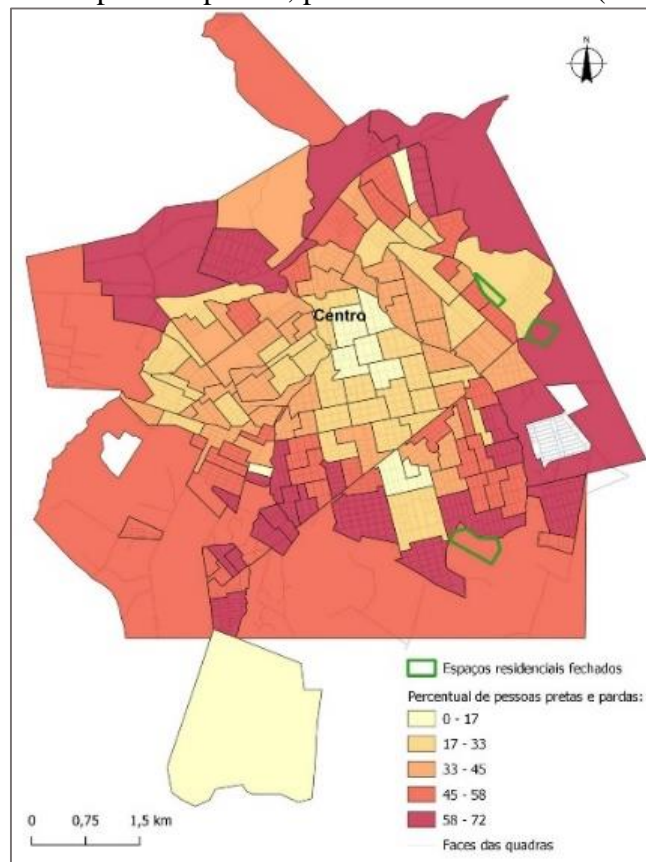 N
Centro
Espaços residenciais fechados
Percentual de pessoas pretas e pardas:
0 - 17
17 - 33
33 - 45
45 - 58
58 - 72
Faces das quadras
0 0,75 1,5 km